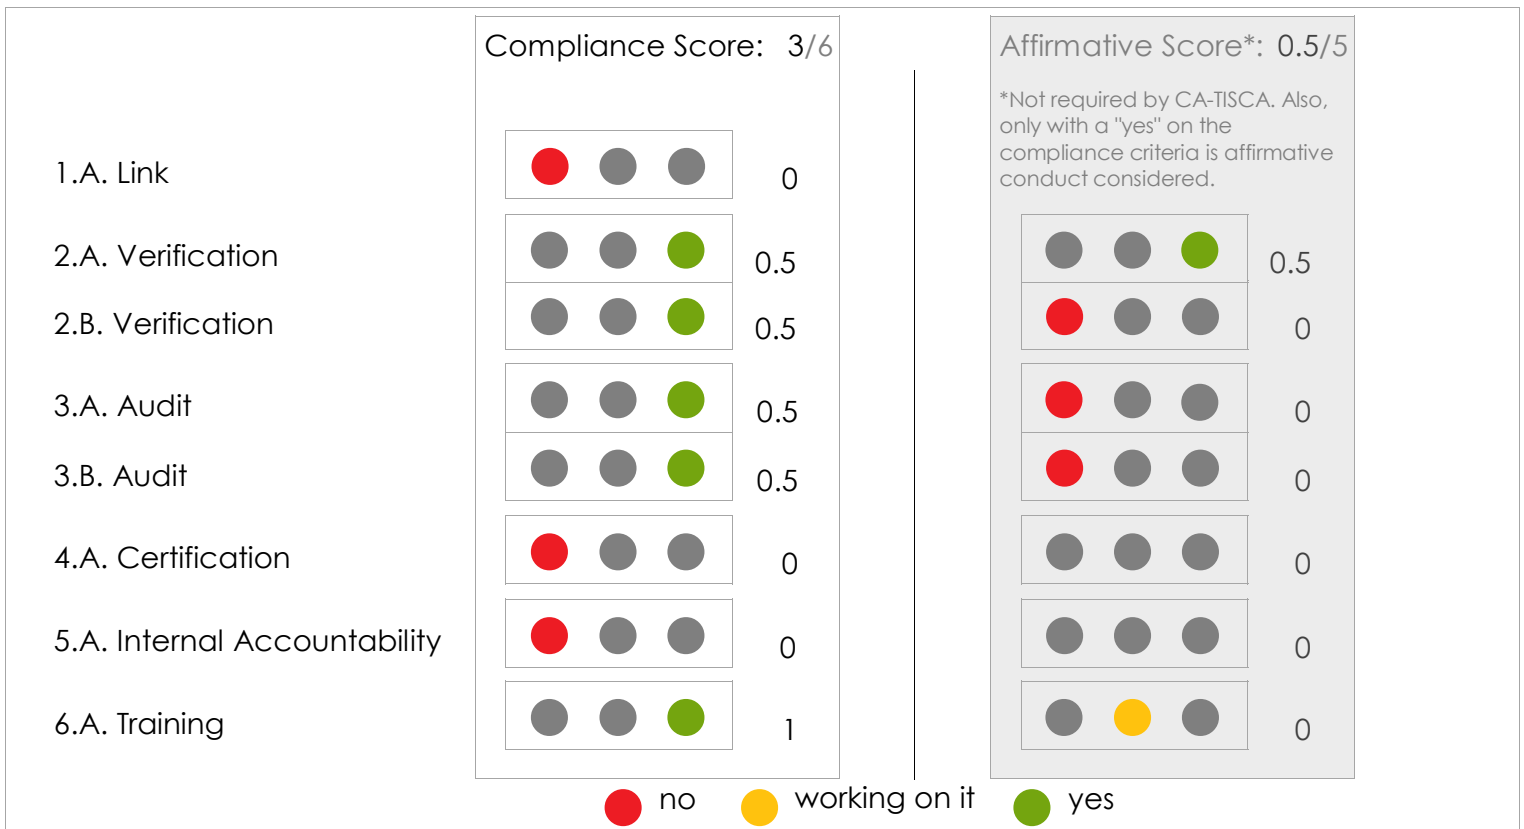 Compliance Score: 3/6
Affirmative Score*: 0.5/5
*Not required by CA-TISCA. Also,
only with a "yes" on the
compliance criteria is affirmative
conduct considered.
1.A. Link 0
2.A. Verification 0.5 0.5
2.B. Verification 0.5 0
3.A. Audit 0.5 0
3.B. Audit 0.5 0
4.A. Certification 0 0
5.A. Internal Accountability 0 0
6.A. Training 1 0
no working on it yes